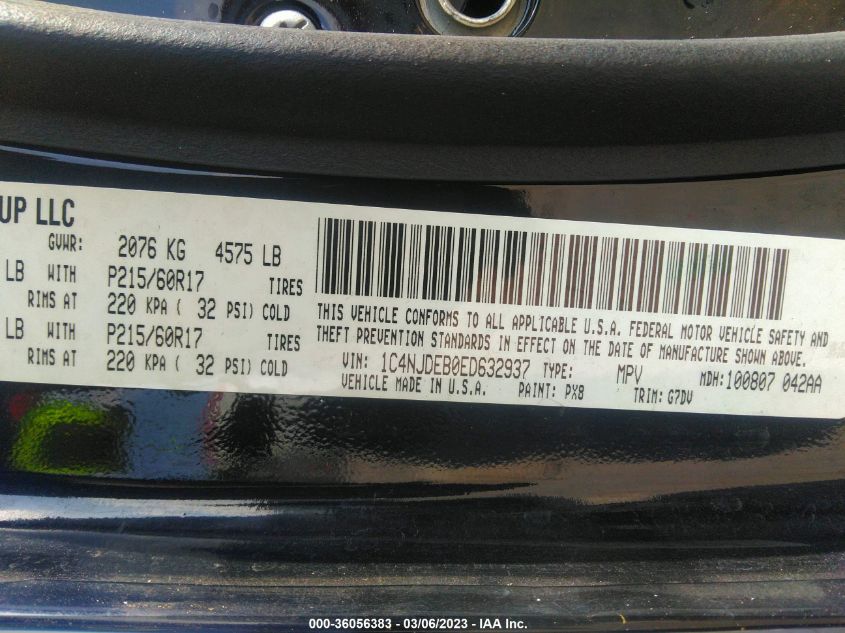 UP LLC
GVWR: 2076 KG 4575 LB
LB WITH P215/60R17 TIRES
RIMS AT 220 KPA ( 32 PSI) COLD
LB WITH P215/60R17 TIRES
RIMS AT 220 KPA ( 32 PSI) COLD
THIS VEHICLE CONFORMS TO ALL APPLICABLE U.S.A. FEDERAL MOTOR VEHICLE SAFETY AND
THEFT PREVENTION STANDARDS IN EFFECT ON THE DATE OF MANUFACTURE SHOWN ABOVE.
VIN: 1C4NJDEB0ED632937 TYPE: MPV MDH: 100807 042AA
VEHICLE MADE IN U.S.A. PAINT: PX8 TRIM: G7DV
000-36056383 - 03/06/2023 - IAA Inc.